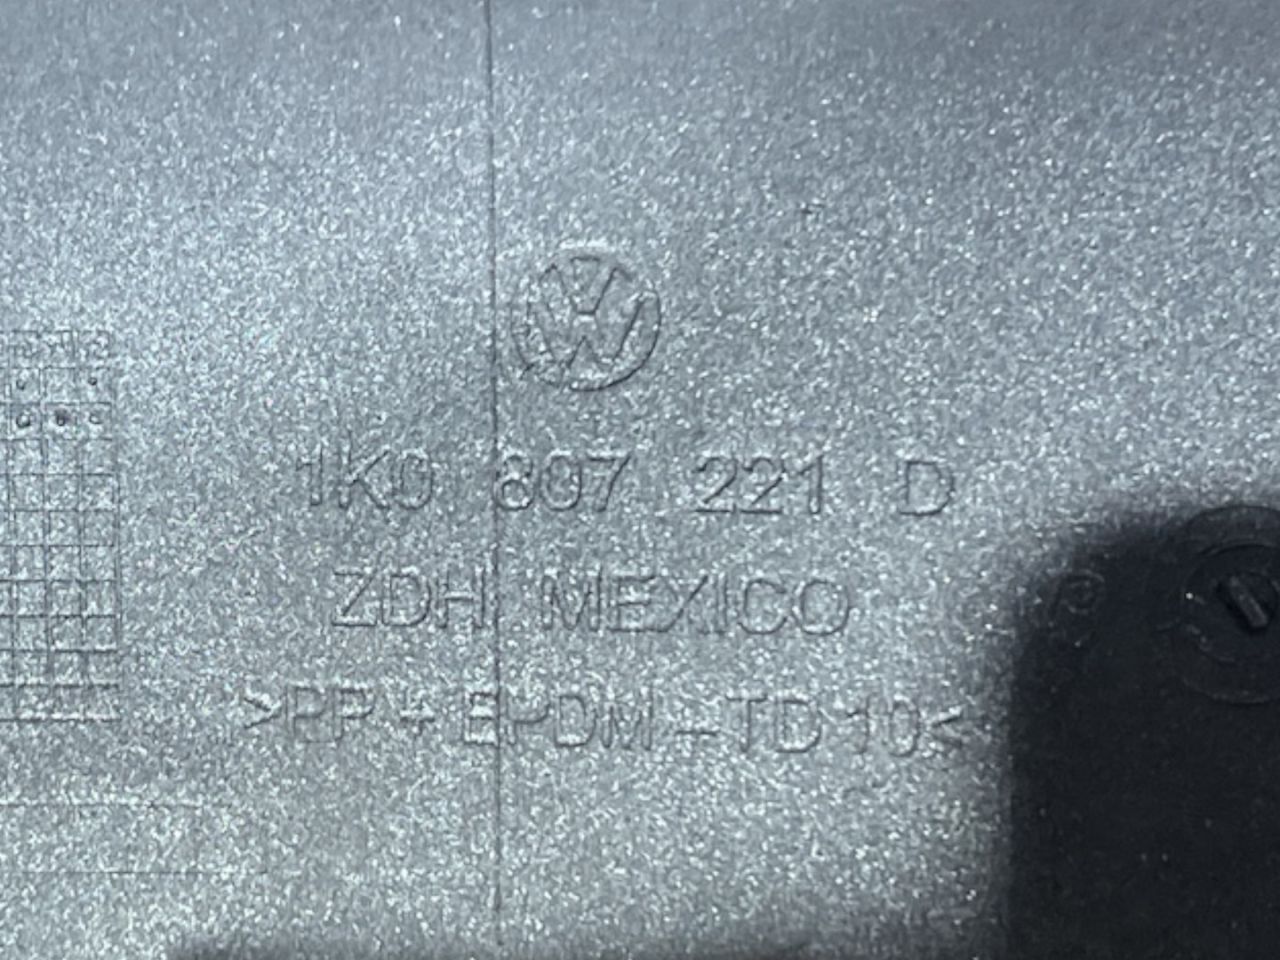 1K0 807 221 D
ZDH MEXICO
>PP+EPDM-TD10<